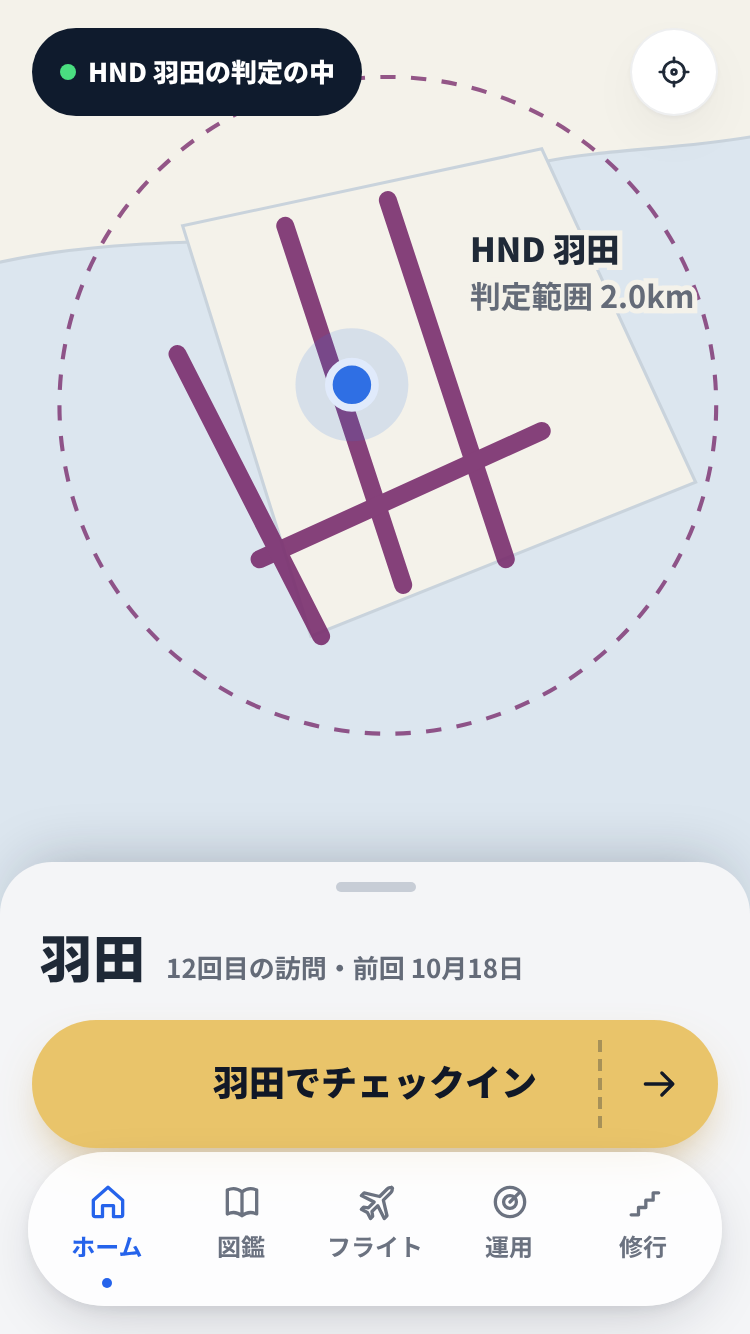 HND 羽田の判定の中
HND 羽田
判定範囲 2.0km
羽田 12回目の訪問・前回 10月18日
羽田でチェックイン
ホーム 図鑑 フライト 運用 修行